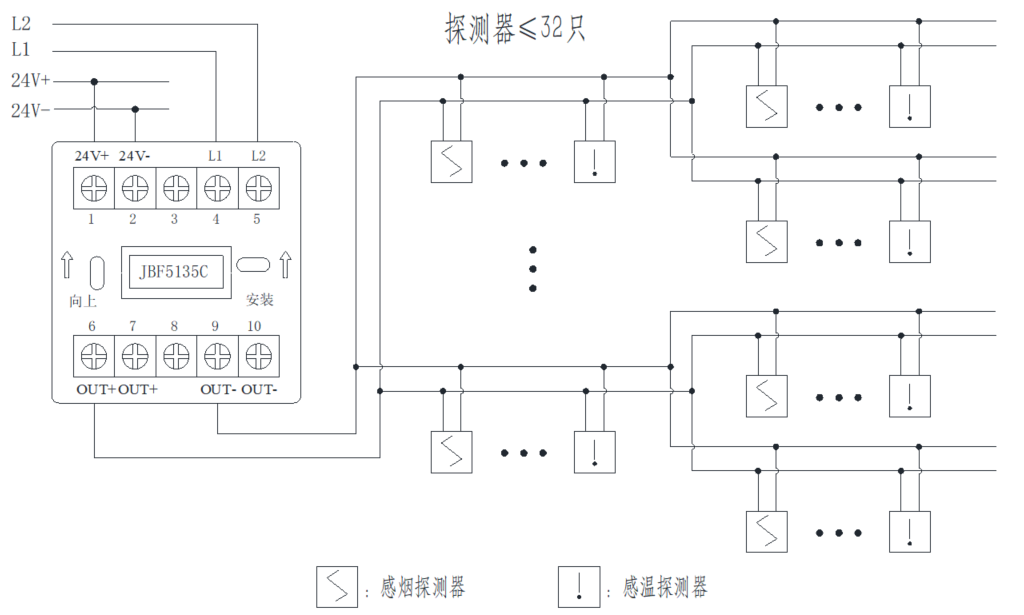 探测器≤32只
L2
L1
24V+
24V-
24V+ 24V- L1 L2
1 2 3 4 5
JBF5135C
向上 安装
6 7 8 9 10
OUT+ OUT+ OUT- OUT-
：感烟探测器 ！：感温探测器